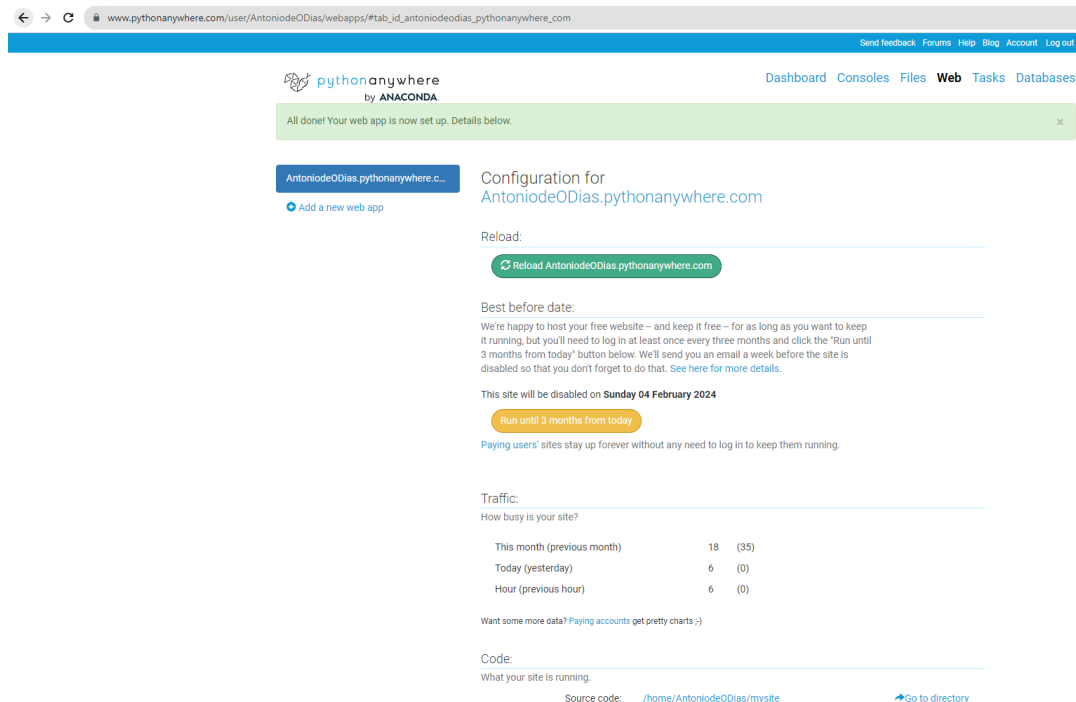 www.pythonanywhere.com/user/AntoniodeODias/webapps/#tab_id_antoniodeodias_pythonanywhere_com
Send feedback Forums Help Blog Account Log out
pythonanywhere
by ANACONDA.
Dashboard Consoles Files Web Tasks Databases
All done! Your web app is now set up. Details below. ×
AntoniodeODias.pythonanywhere.c...
Add a new web app
Configuration for
AntoniodeODias.pythonanywhere.com
Reload:
Reload AntoniodeODias.pythonanywhere.com
Best before date:
We're happy to host your free website – and keep it free – for as long as you want to keep
it running, but you'll need to log in at least once every three months and click the "Run until
3 months from today" button below. We'll send you an email a week before the site is
disabled so that you don't forget to do that. See here for more details.
This site will be disabled on Sunday 04 February 2024
Run until 3 months from today
Paying users' sites stay up forever without any need to log in to keep them running.
Traffic:
How busy is your site?
This month (previous month) 18 (35)
Today (yesterday) 6 (0)
Hour (previous hour) 6 (0)
Want some more data? Paying accounts get pretty charts ;-)
Code:
What your site is running.
Source code: /home/AntoniodeODias/mysite Go to directory